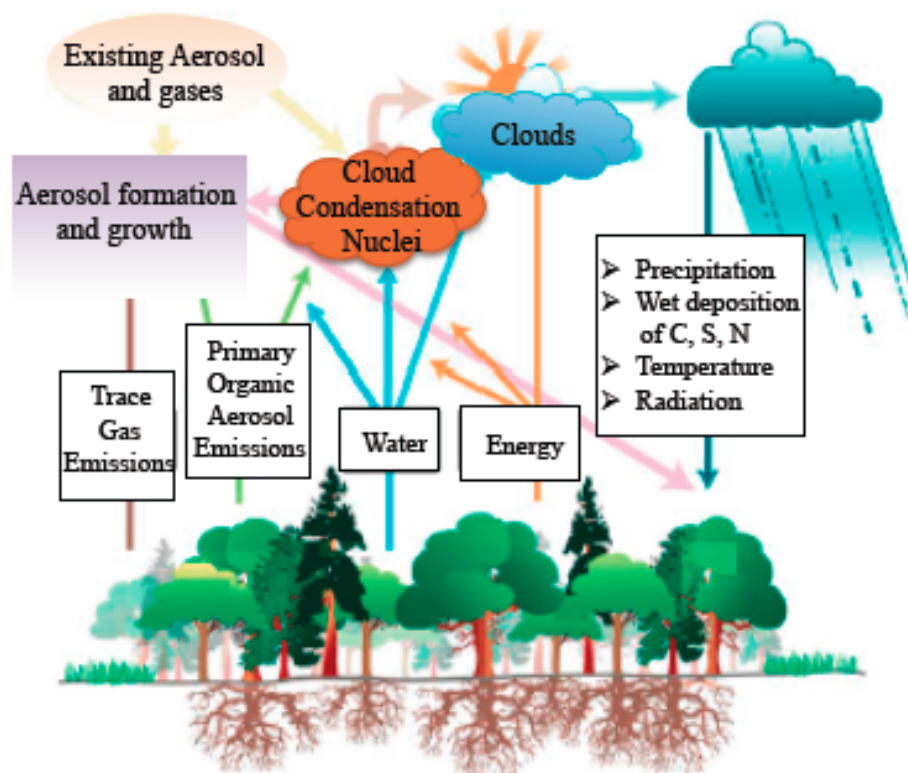 Existing Aerosol
and gases
Clouds
Aerosol formation
and growth
Cloud
Condensation
Nuclei
➢ Precipitation
➢ Wet deposition
of C, S, N
➢ Temperature
➢ Radiation
Trace
Gas
Emissions
Primary
Organic
Aerosol
Emissions
Water
Energy